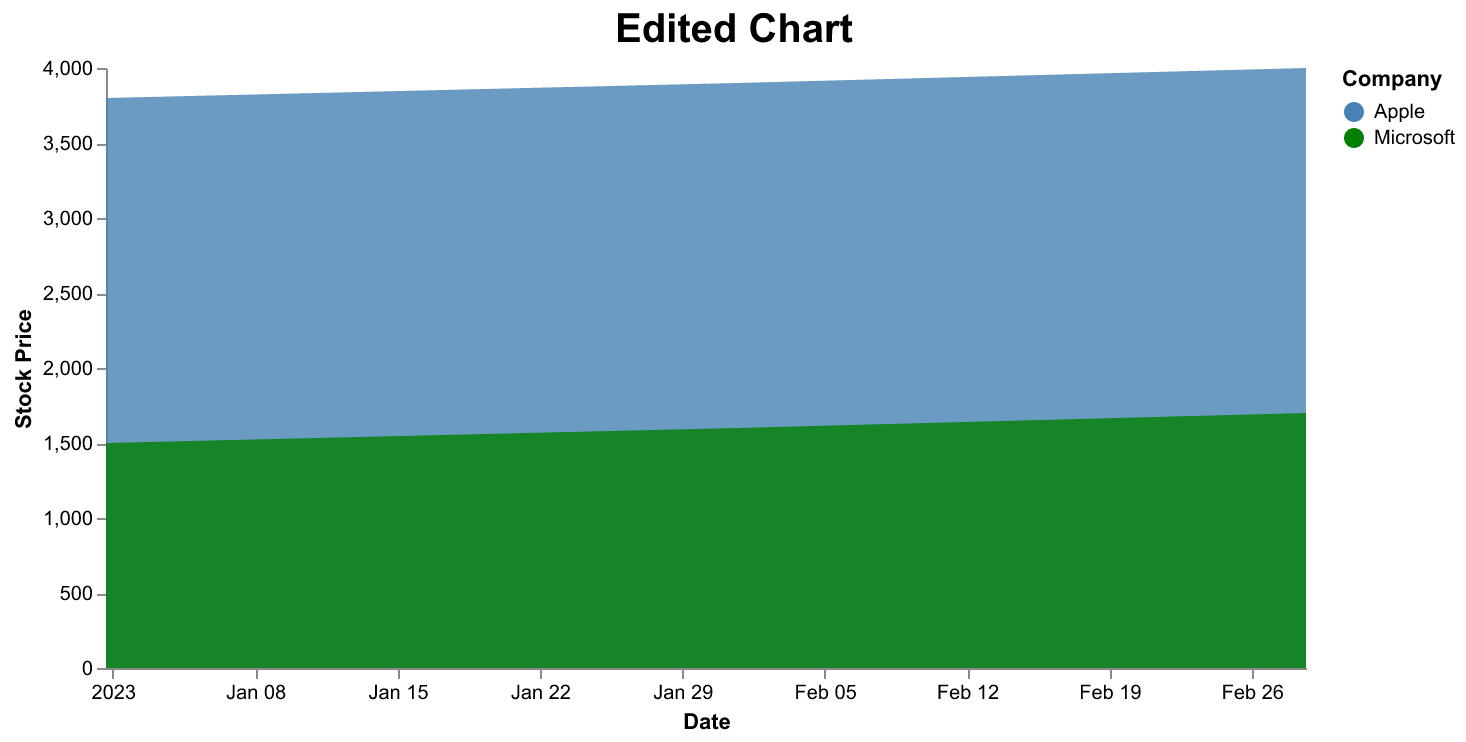 Edited Chart
Stock Price
4,000
3,500
3,000
2,500
2,000
1,500
1,000
500
0
2023 Jan 08 Jan 15 Jan 22 Jan 29 Feb 05 Feb 12 Feb 19 Feb 26
Date
Company
Apple
Microsoft